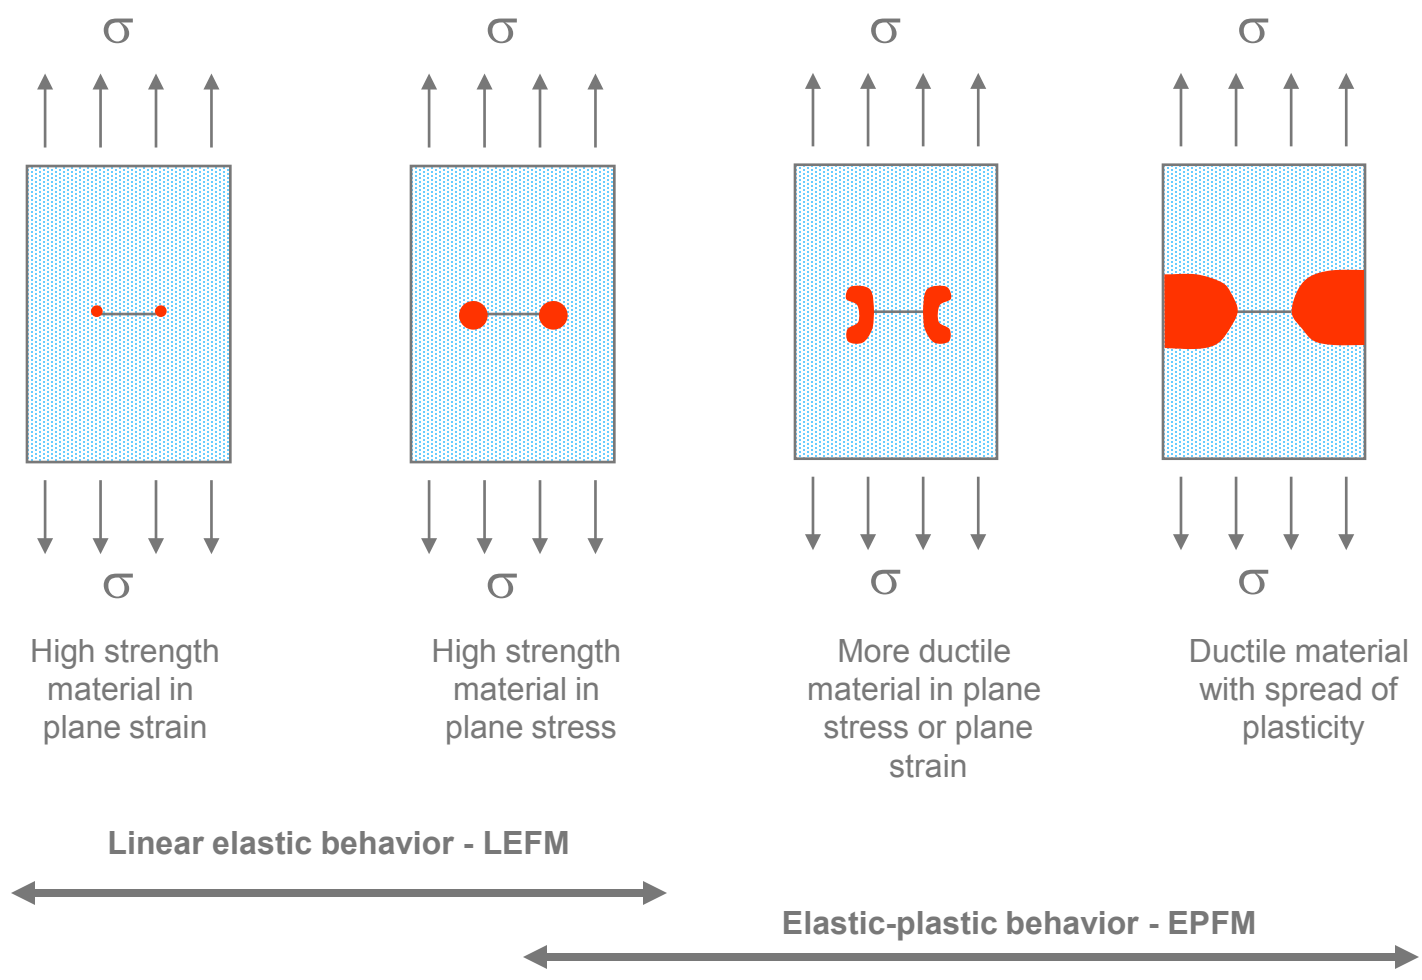 σ
σ
σ
σ
σ
σ
σ
σ
High strength
material in
plane strain
High strength
material in
plane stress
More ductile
material in plane
stress or plane
strain
Ductile material
with spread of
plasticity
Linear elastic behavior - LEFM
Elastic-plastic behavior - EPFM